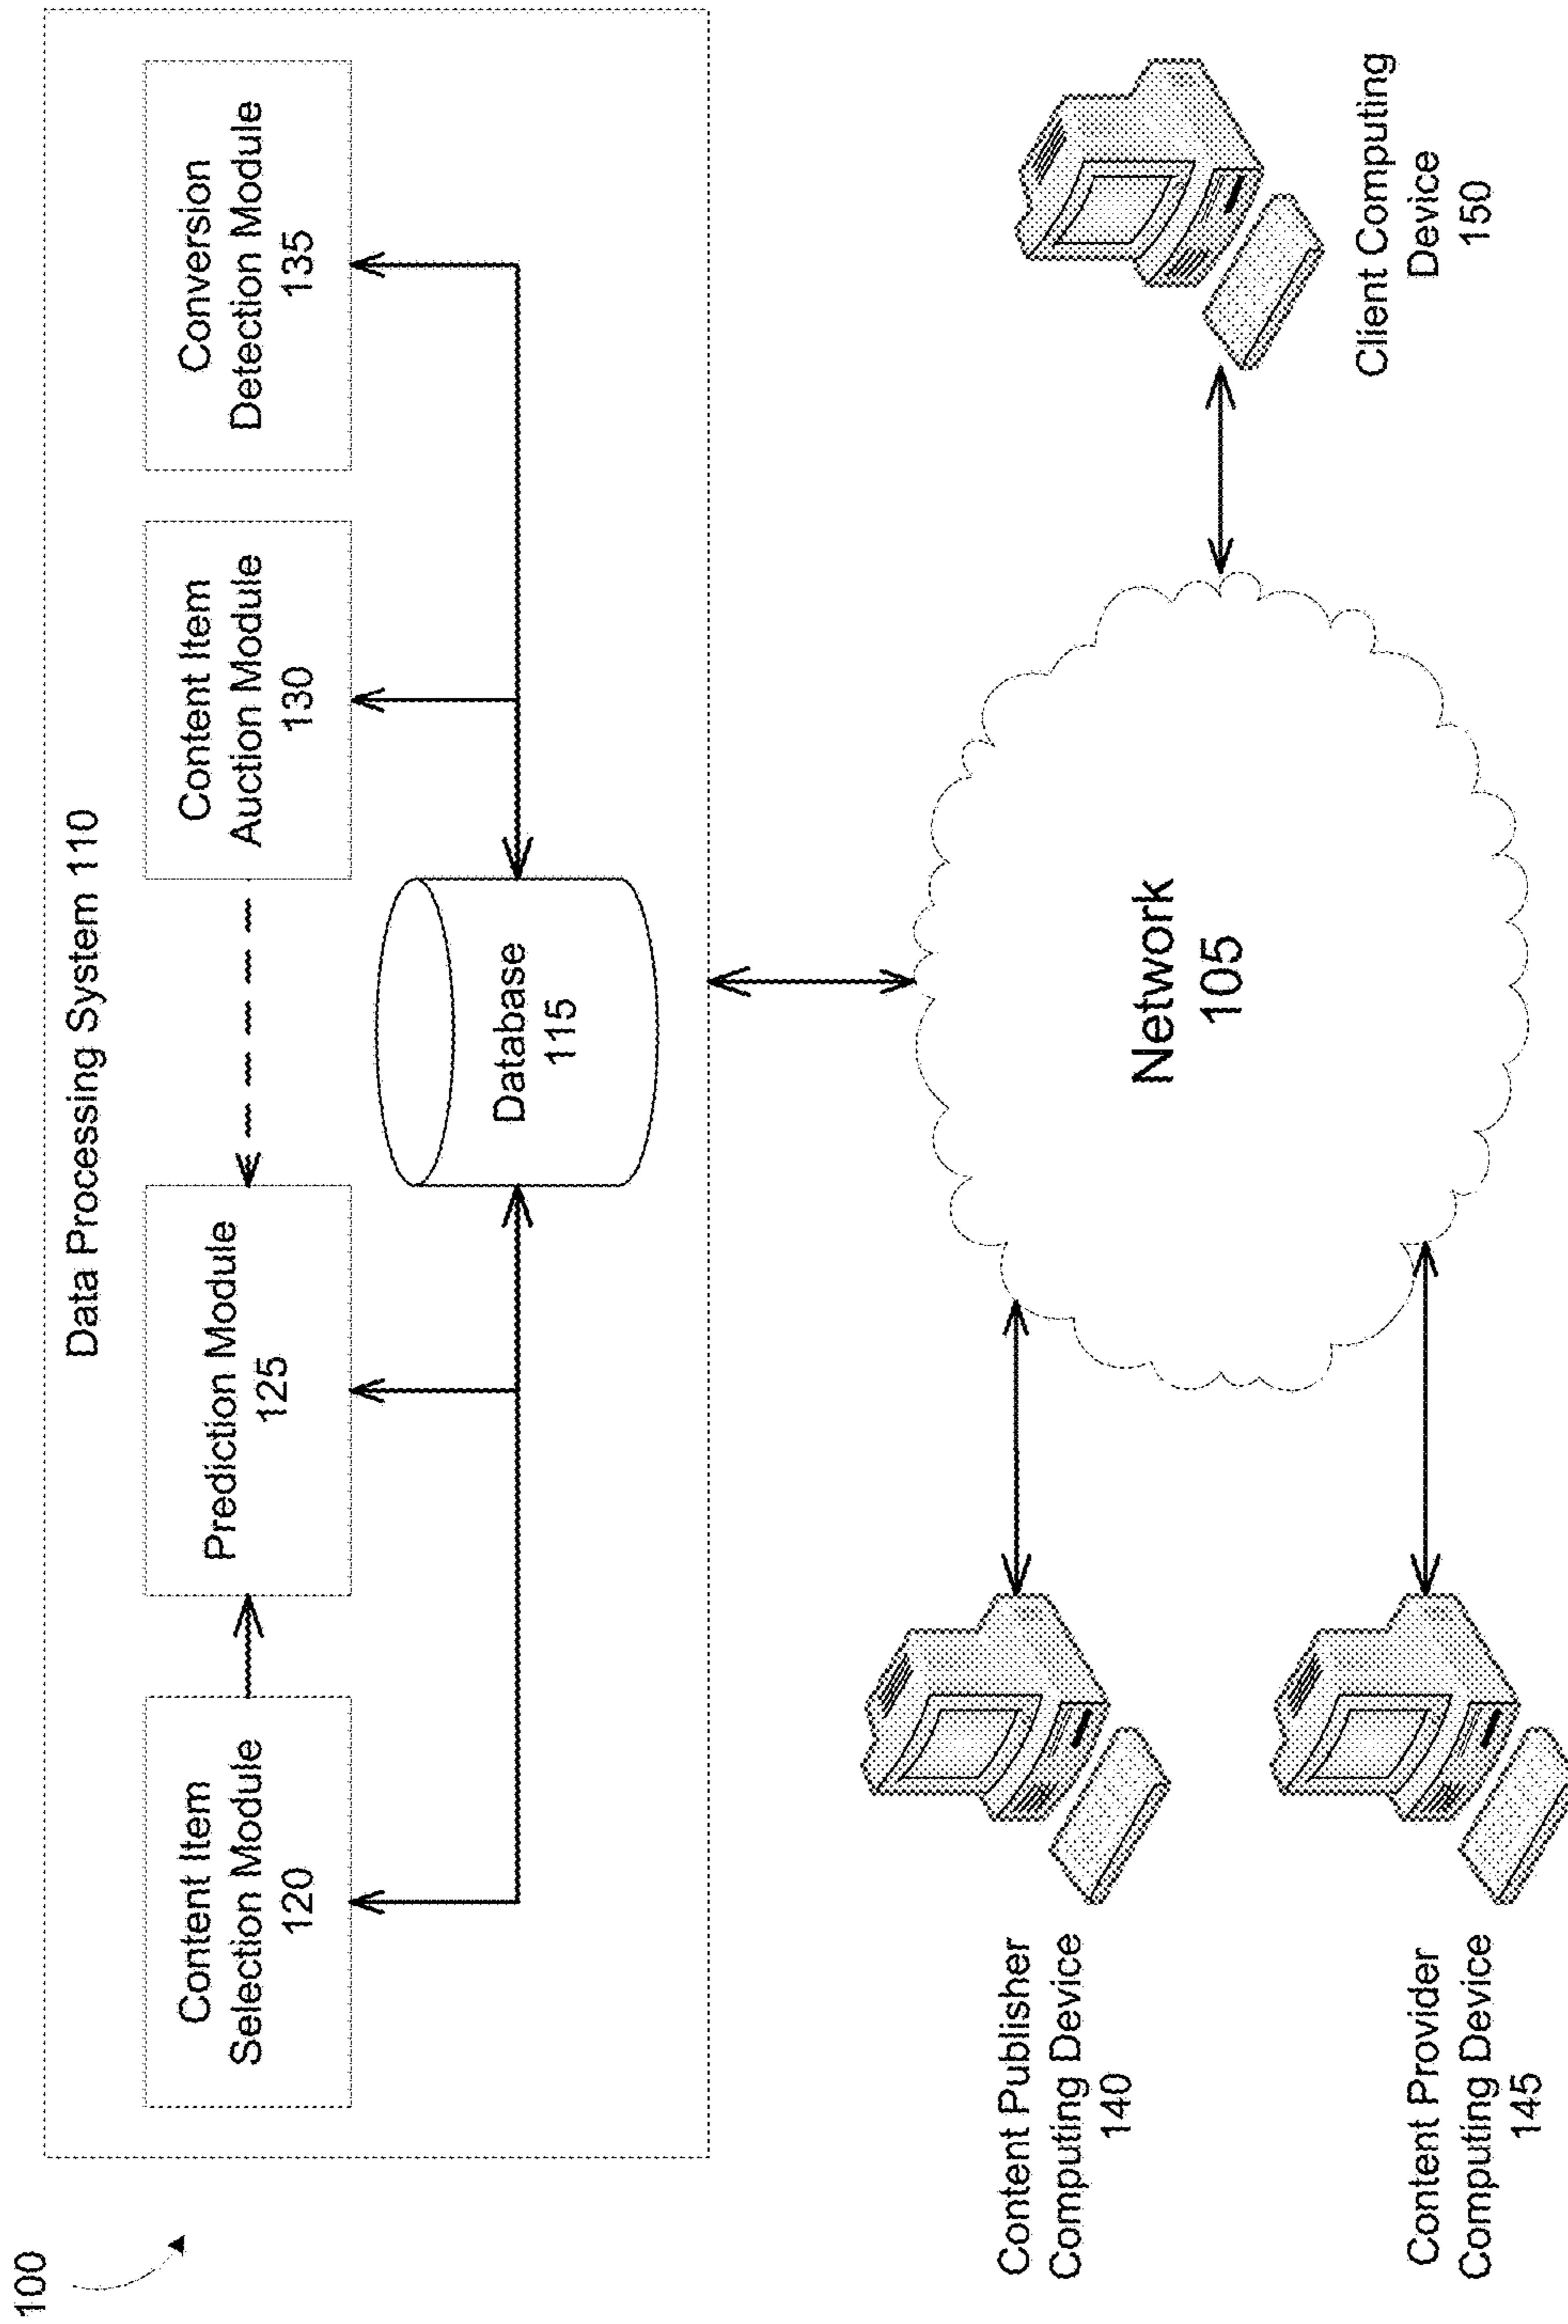 100
Data Processing System 110
Content Item
Selection Module
120
Prediction Module
125
Content Item
Auction Module
130
Conversion
Detection Module
135
Database
115
Content Publisher
Computing Device
140
Content Provider
Computing Device
145
Network
105
Client Computing
Device
150